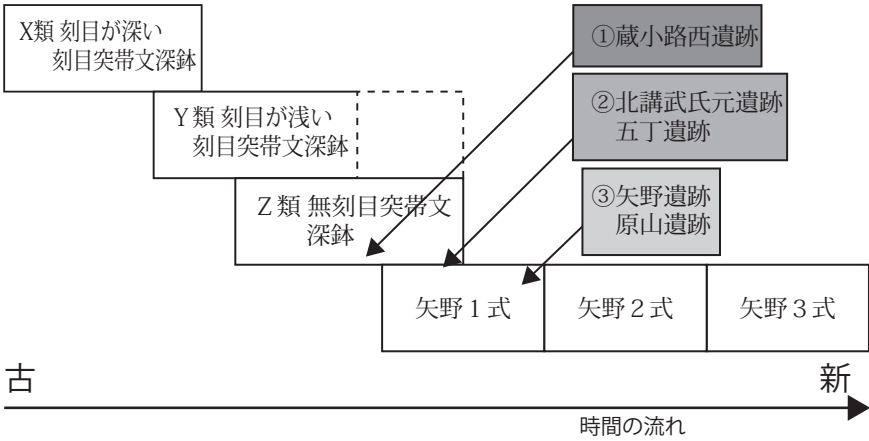 X類 刻目が深い
刻目突帯文深鉢
Y類 刻目が浅い
刻目突帯文深鉢
Z類 無刻目突帯文
深鉢
①蔵小路西遺跡
②北講武氏元遺跡
五丁遺跡
③矢野遺跡
原山遺跡
矢野1式
矢野2式
矢野3式
古
新
時間の流れ